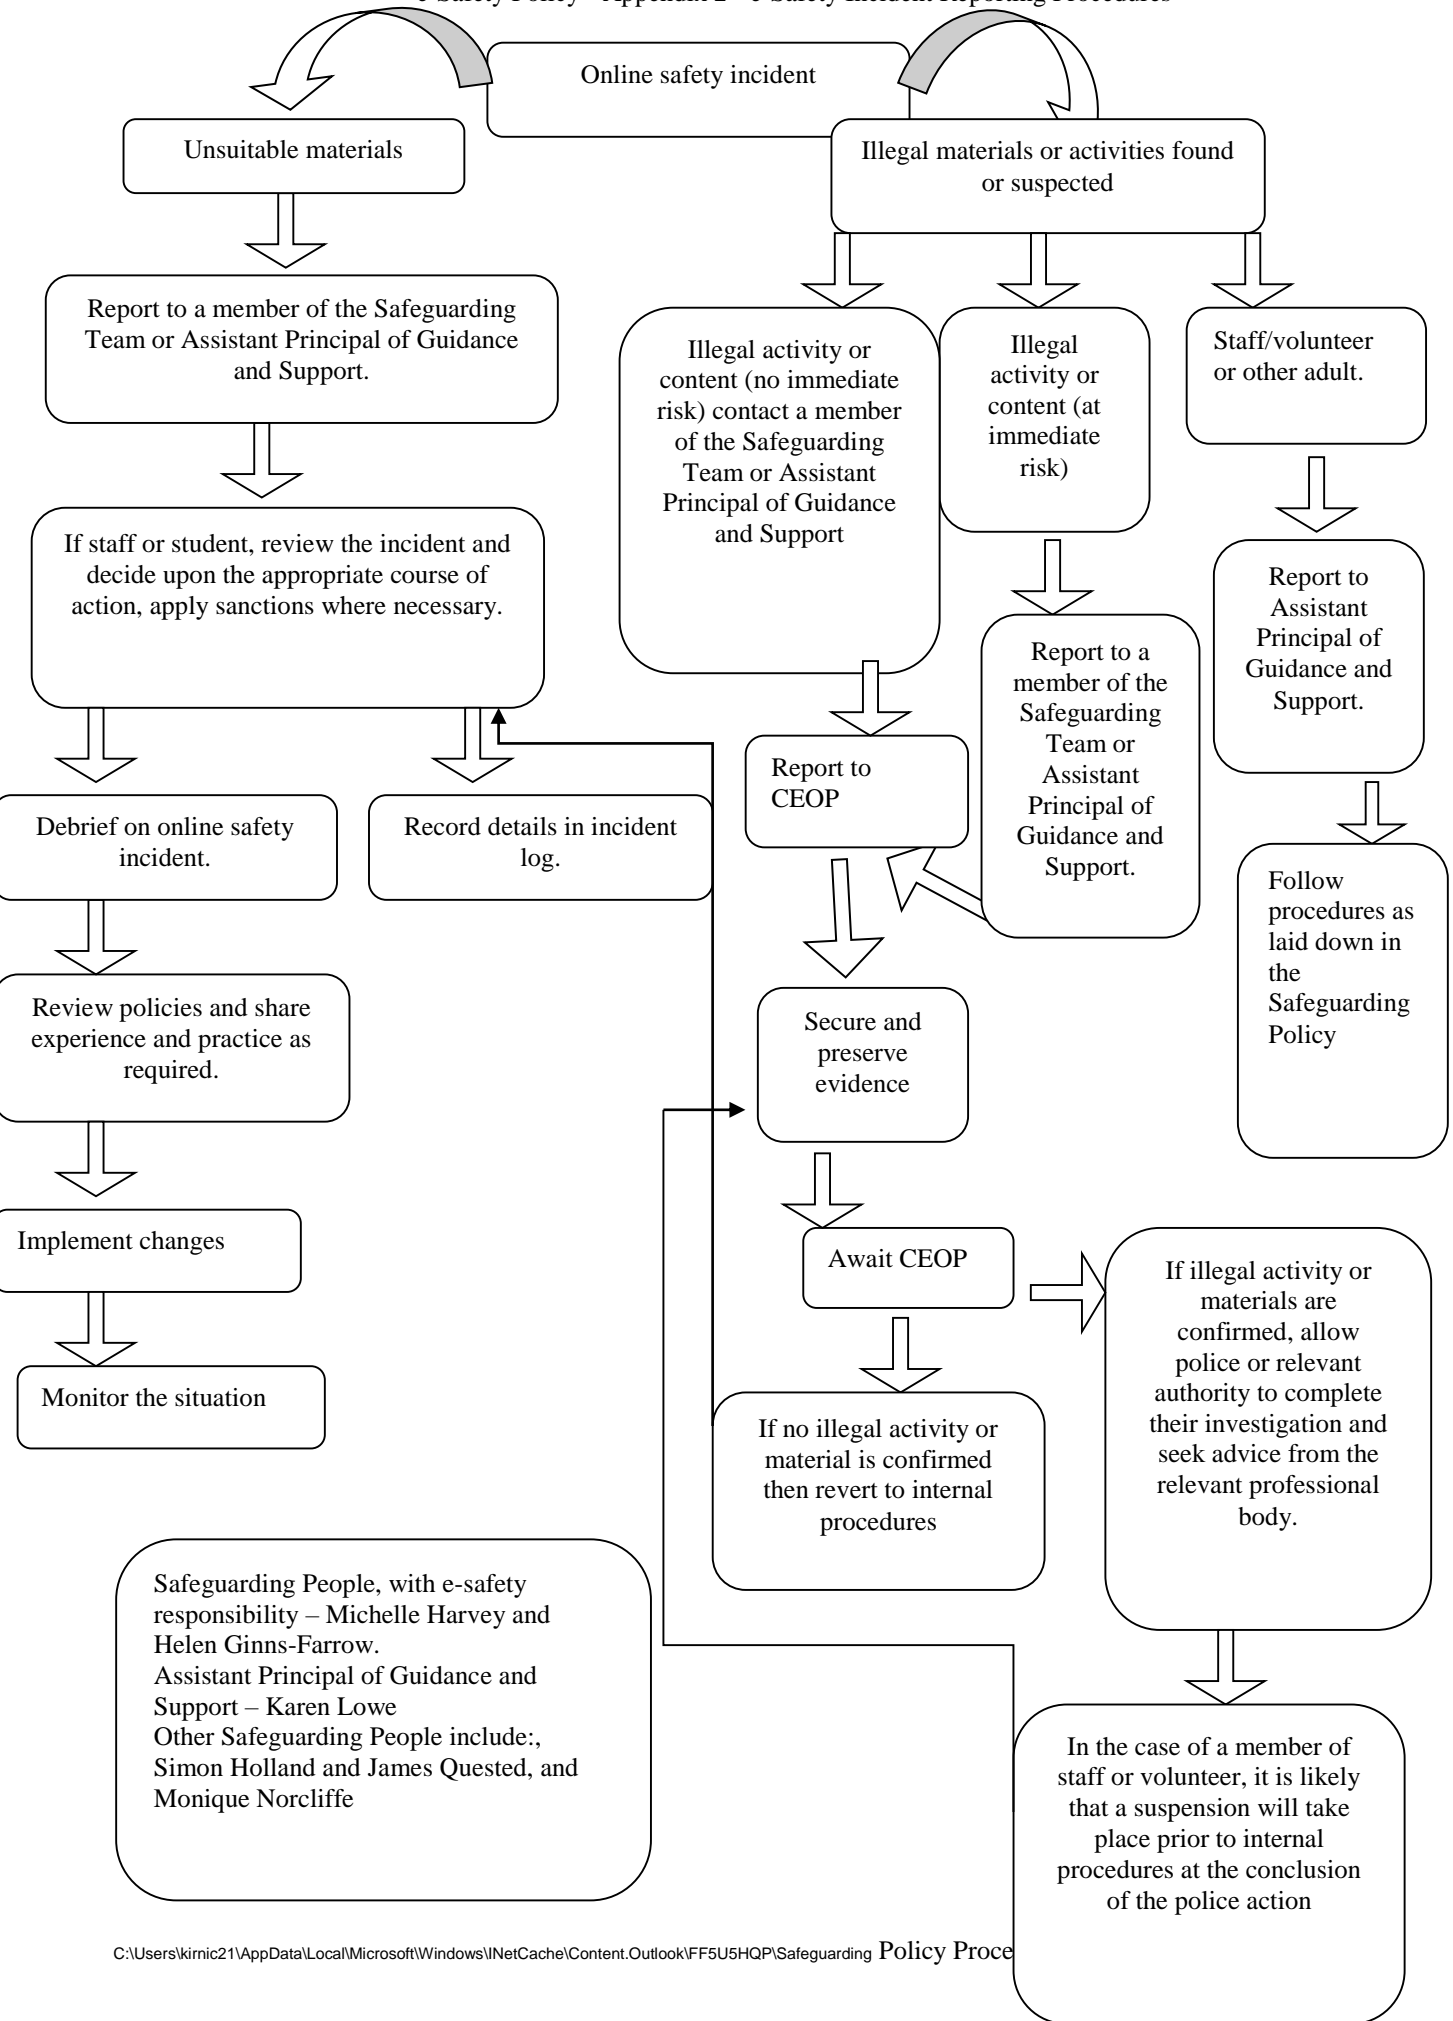 e-Safety Policy - Appendix 2 - e-Safety Incident Reporting Procedures
Online safety incident
Unsuitable materials
Illegal materials or activities found
or suspected
Report to a member of the Safeguarding
Team or Assistant Principal of Guidance
and Support.
Illegal activity or
content (no immediate
risk) contact a member
of the Safeguarding
Team or Assistant
Principal of Guidance
and Support
Illegal
activity or
content (at
immediate
risk)
Staff/volunteer
or other adult.
If staff or student, review the incident and
decide upon the appropriate course of
action, apply sanctions where necessary.
Report to
Assistant
Principal of
Guidance and
Support.
Report to a
member of the
Safeguarding
Team or
Assistant
Principal of
Guidance and
Support.
Report to
CEOP
Debrief on online safety
incident.
Record details in incident
log.
Follow
procedures as
laid down in
the
Safeguarding
Policy
Review policies and share
experience and practice as
required.
Secure and
preserve
evidence
Implement changes
Await CEOP
If illegal activity or
materials are
confirmed, allow
police or relevant
authority to complete
their investigation and
seek advice from the
relevant professional
body.
Monitor the situation
If no illegal activity or
material is confirmed
then revert to internal
procedures
Safeguarding People, with e-safety
responsibility – Michelle Harvey and
Helen Ginns-Farrow.
Assistant Principal of Guidance and
Support – Karen Lowe
Other Safeguarding People include:,
Simon Holland and James Quested, and
Monique Norcliffe
In the case of a member of
staff or volunteer, it is likely
that a suspension will take
place prior to internal
procedures at the conclusion
of the police action
C:\Users\kirnic21\AppData\Local\Microsoft\Windows\INetCache\Content.Outlook\FF5U5HQP\Safeguarding Policy Proce